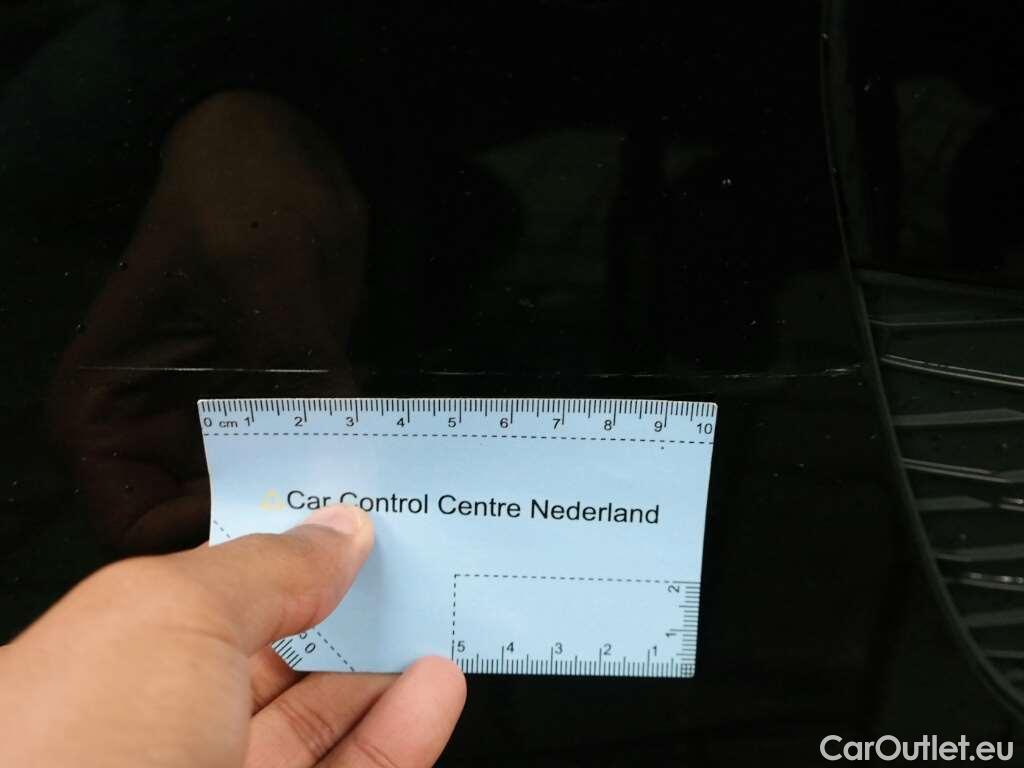 0 cm 1 2 3 4 5 6 7 8 9 10
Car Control Centre Nederland
2
1
5 4 3 2 1
0
CarOutlet.eu